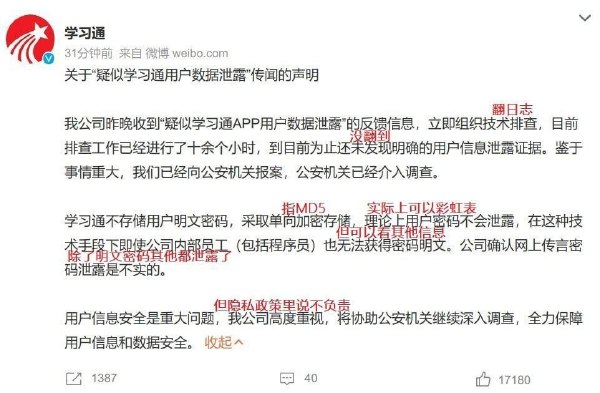 学习通
31分钟前 来自 微博 weibo.com
关于“疑似学习通用户数据泄露”传闻的声明
翻日志
我公司昨晚收到“疑似学习通APP用户数据泄露”的反馈信息，立即组织技术排查，目前
没翻到
排查工作已经进行了十余个小时，到目前为止还未发现明确的用户信息泄露证据。鉴于
事情重大，我们已经向公安机关报案，公安机关已经介入调查。
指MD5 实际上可以彩虹表
学习通不存储用户明文密码，采取单向加密存储，理论上用户密码不会泄露，在这种技
但可以看其他信息
术手段下即使公司内部员工（包括程序员）也无法获得密码明文。公司确认网上传言密
除了明文密码其他都泄露了
码泄露是不实的。
但隐私政策里说不负责
用户信息安全是重大问题，我公司高度重视，将协助公安机关继续深入调查，全力保障
用户信息和数据安全。 收起
1387 40 17180